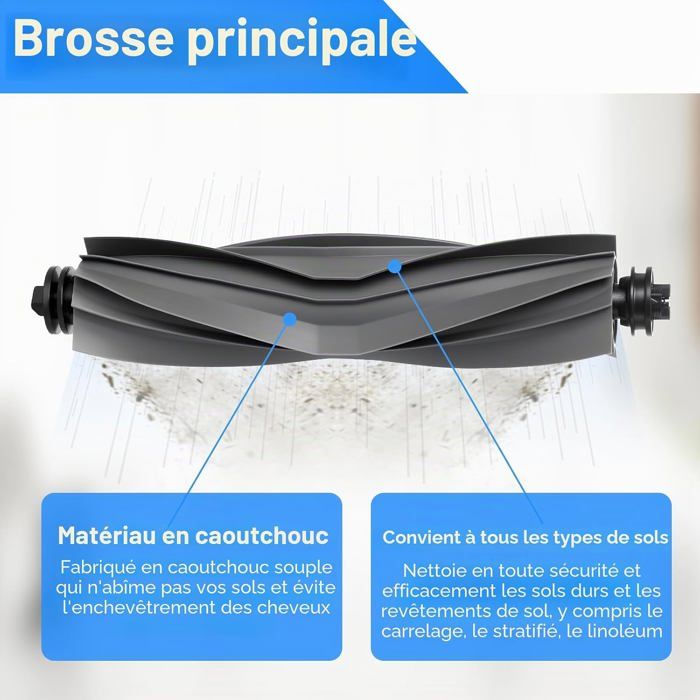 Brosse principale
Matériau en caoutchouc
Fabriqué en caoutchouc souple
qui n'abîme pas vos sols et évite
l'enchevêtrement des cheveux
Convient à tous les types de sols
Nettoie en toute sécurité et
efficacement les sols durs et les
revêtements de sol, y compris le
carrelage, le stratifié, le linoléum